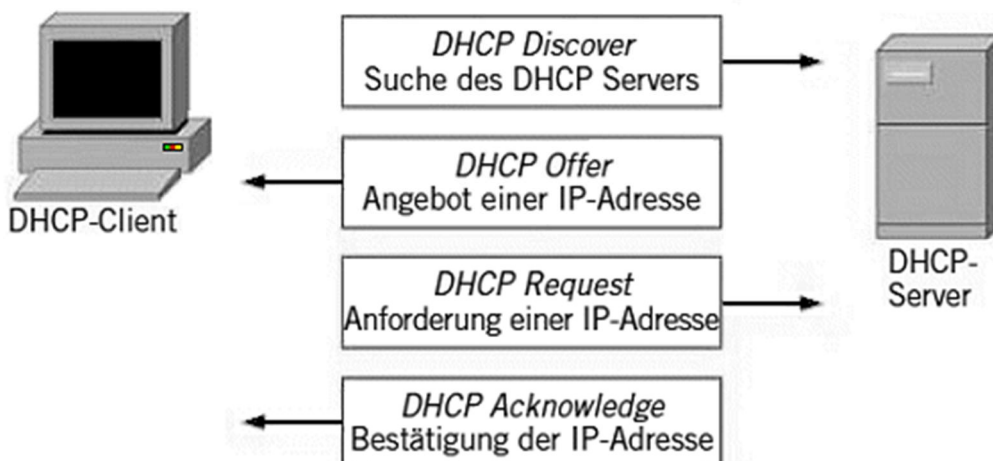 DHCP Discover
Suche des DHCP Servers
DHCP Offer
Angebot einer IP-Adresse
DHCP-Client
DHCP Request
Anforderung einer IP-Adresse
DHCP-
Server
DHCP Acknowledge
Bestätigung der IP-Adresse